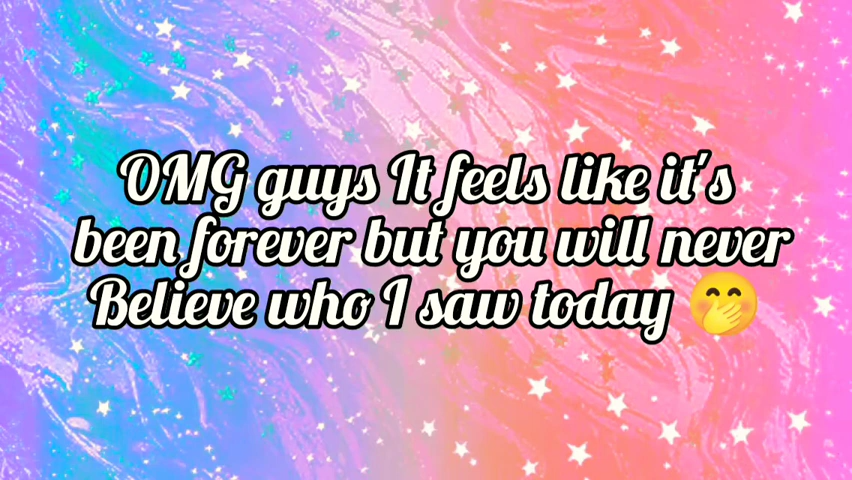 OMG guys It feels like it's
been forever but you will never
Believe who I saw today 🤭